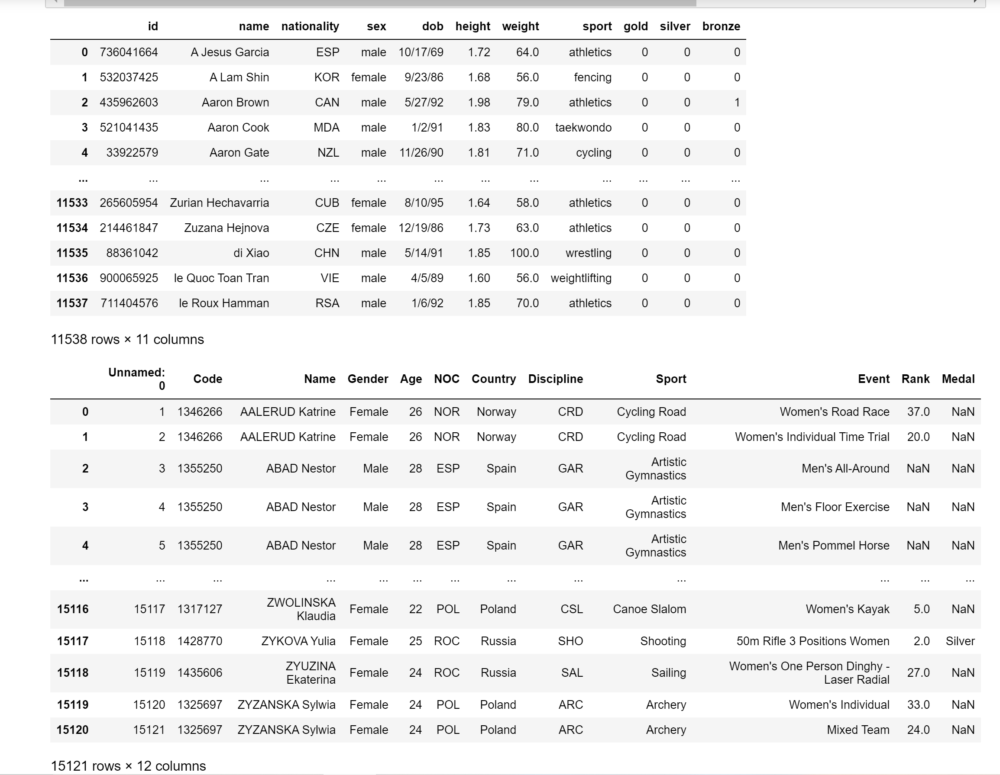 id name nationality sex dob height weight sport gold silver bronze
0 736041664 A Jesus Garcia ESP male 10/17/69 1.72 64.0 athletics 0 0 0
1 532037425 A Lam Shin KOR female 9/23/86 1.68 56.0 fencing 0 0 0
2 435962603 Aaron Brown CAN male 5/27/92 1.98 79.0 athletics 0 0 1
3 521041435 Aaron Cook MDA male 1/2/91 1.83 80.0 taekwondo 0 0 0
4 33922579 Aaron Gate NZL male 11/26/90 1.81 71.0 cycling 0 0 0
... ... ... ... ... ... ... ... ... ... ... ...
11533 265605954 Zurian Hechavarria CUB female 8/10/95 1.64 58.0 athletics 0 0 0
11534 214461847 Zuzana Hejnova CZE female 12/19/86 1.73 63.0 athletics 0 0 0
11535 88361042 di Xiao CHN male 5/14/91 1.85 100.0 wrestling 0 0 0
11536 900065925 le Quoc Toan Tran VIE male 4/5/89 1.60 56.0 weightlifting 0 0 0
11537 711404576 le Roux Hamman RSA male 1/6/92 1.85 70.0 athletics 0 0 0
11538 rows × 11 columns
Unnamed:
0 Code Name Gender Age NOC Country Discipline Sport Event Rank Medal
0 1 1346266 AALERUD Katrine Female 26 NOR Norway CRD Cycling Road Women's Road Race 37.0 NaN
1 2 1346266 AALERUD Katrine Female 26 NOR Norway CRD Cycling Road Women's Individual Time Trial 20.0 NaN
2 3 1355250 ABAD Nestor Male 28 ESP Spain GAR Artistic
Gymnastics Men's All-Around NaN NaN
3 4 1355250 ABAD Nestor Male 28 ESP Spain GAR Artistic
Gymnastics Men's Floor Exercise NaN NaN
4 5 1355250 ABAD Nestor Male 28 ESP Spain GAR Artistic
Gymnastics Men's Pommel Horse NaN NaN
... ... ... ... ... ... ... ... ... ... ... ... ...
15116 15117 1317127 ZWOLINSKA
Klaudia Female 22 POL Poland CSL Canoe Slalom Women's Kayak 5.0 NaN
15117 15118 1428770 ZYKOVA Yulia Female 25 ROC Russia SHO Shooting 50m Rifle 3 Positions Women 2.0 Silver
15118 15119 1435606 ZYUZINA
Ekaterina Female 24 ROC Russia SAL Sailing Women's One Person Dinghy -
Laser Radial 27.0 NaN
15119 15120 1325697 ZYZANSKA Sylwia Female 24 POL Poland ARC Archery Women's Individual 33.0 NaN
15120 15121 1325697 ZYZANSKA Sylwia Female 24 POL Poland ARC Archery Mixed Team 24.0 NaN
15121 rows × 12 columns